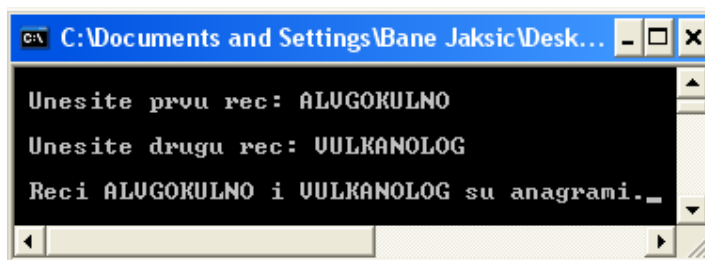 C:\Documents and Settings\Bane Jaksic\Desk...
Unesite prvu rec: ALVGOKULNO
Unesite drugu rec: VULKANOLOG
Reci ALVGOKULNO i VULKANOLOG su anagrami._